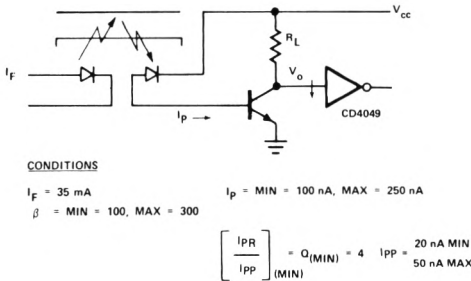 V_cc
R_L
I_F
V_o
I_P
CD4049
CONDITIONS
I_F = 35 mA
I_P = MIN = 100 nA, MAX = 250 nA
β = MIN = 100, MAX = 300
[I_PR / I_PP]_(MIN) = Q_(MIN) = 4 I_PP = 20 nA MIN / 50 nA MAX